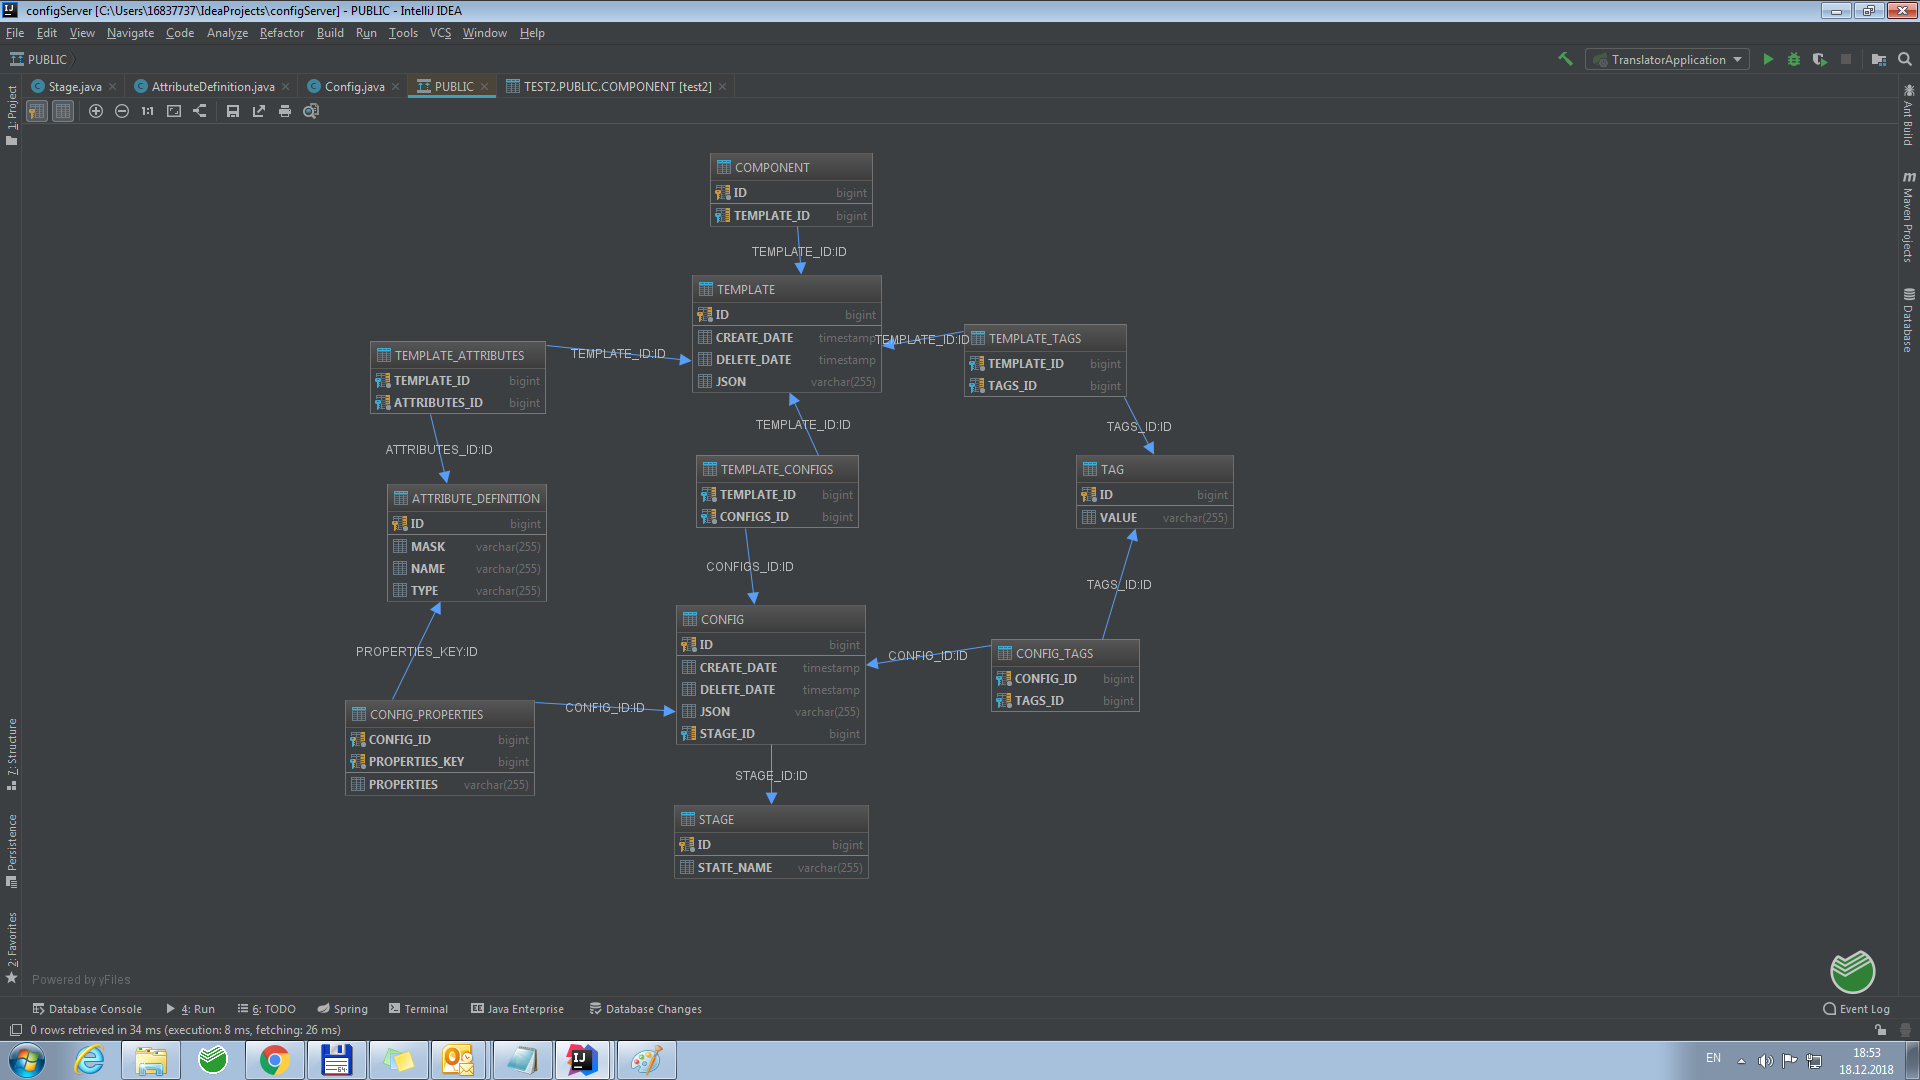 configServer [C:\Users\16837737\IdeaProjects\configServer] - PUBLIC - IntelliJ IDEA
File Edit View Navigate Code Analyze Refactor Build Run Tools VCS Window Help
PUBLIC
TranslatorApplication
Stage.java
AttributeDefinition.java
Config.java
PUBLIC
TEST2.PUBLIC.COMPONENT [test2]
1:1
1: Project
7: Structure
Persistence
2: Favorites
Ant Build
Maven Projects
Database
COMPONENT
ID bigint
TEMPLATE_ID bigint
TEMPLATE_ID:ID
TEMPLATE
ID bigint
CREATE_DATE timestamp
DELETE_DATE timestamp
JSON varchar(255)
TEMPLATE_ID:ID
TEMPLATE_TAGS
TEMPLATE_ID bigint
TAGS_ID bigint
TEMPLATE_ID:ID
TEMPLATE_ATTRIBUTES
TEMPLATE_ID bigint
ATTRIBUTES_ID bigint
TEMPLATE_ID:ID
TAGS_ID:ID
ATTRIBUTES_ID:ID
TEMPLATE_CONFIGS
TEMPLATE_ID bigint
CONFIGS_ID bigint
TAG
ID bigint
VALUE varchar(255)
ATTRIBUTE_DEFINITION
ID bigint
MASK varchar(255)
NAME varchar(255)
TYPE varchar(255)
CONFIGS_ID:ID
TAGS_ID:ID
CONFIG
ID bigint
CREATE_DATE timestamp
DELETE_DATE timestamp
JSON varchar(255)
STAGE_ID bigint
PROPERTIES_KEY:ID
CONFIG_ID:ID
CONFIG_TAGS
CONFIG_ID bigint
TAGS_ID bigint
CONFIG_PROPERTIES
CONFIG_ID bigint
PROPERTIES_KEY bigint
PROPERTIES varchar(255)
CONFIG_ID:ID
STAGE_ID:ID
STAGE
ID bigint
STATE_NAME varchar(255)
Powered by yFiles
Database Console 4: Run 6: TODO Spring Terminal Java Enterprise Database Changes Event Log
0 rows retrieved in 34 ms (execution: 8 ms, fetching: 26 ms)
64
IJ
EN
18:53
18.12.2018